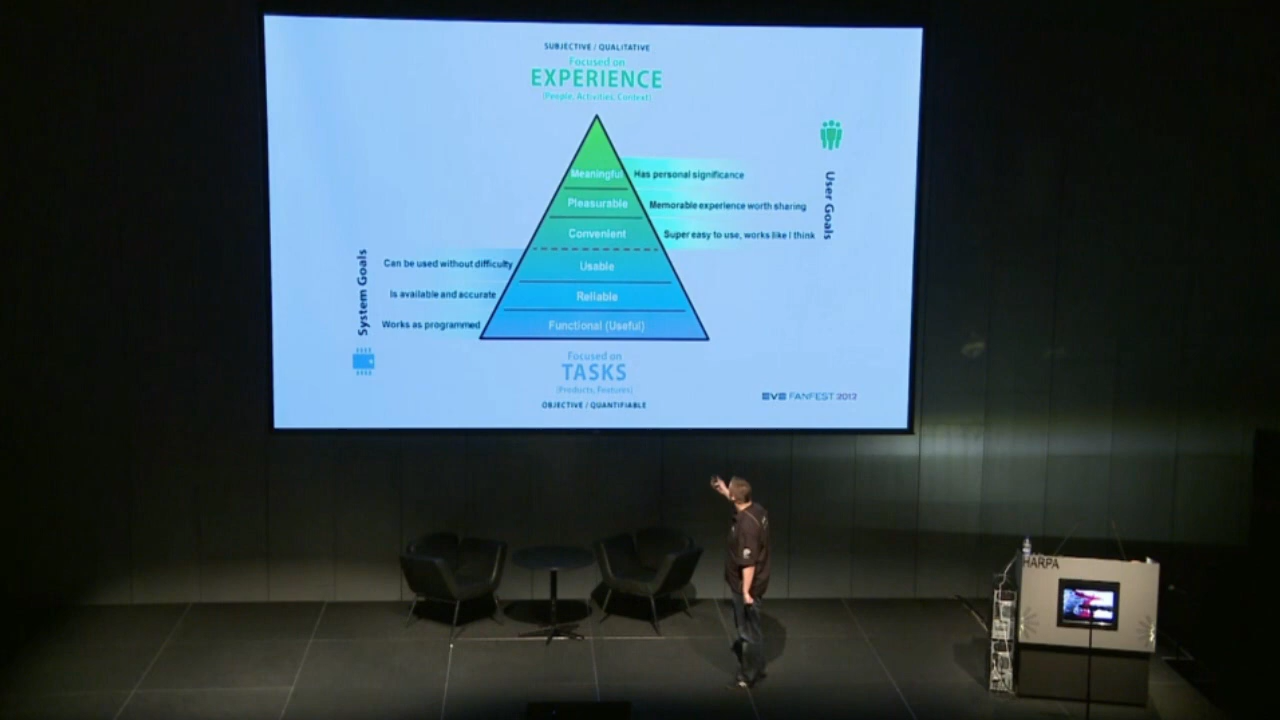 SUBJECTIVE / QUALITATIVE
Focused on
EXPERIENCE
(People, Activities, Context)
Meaningful
Has personal significance
Pleasurable
Memorable experience worth sharing
Convenient
Super easy to use, works like I think
User Goals
Can be used without difficulty
Usable
Is available and accurate
Reliable
Works as programmed
Functional (Useful)
System Goals
Focused on
TASKS
(Products, Features)
OBJECTIVE / QUANTIFIABLE
EVE FANFEST 2012
HARPA